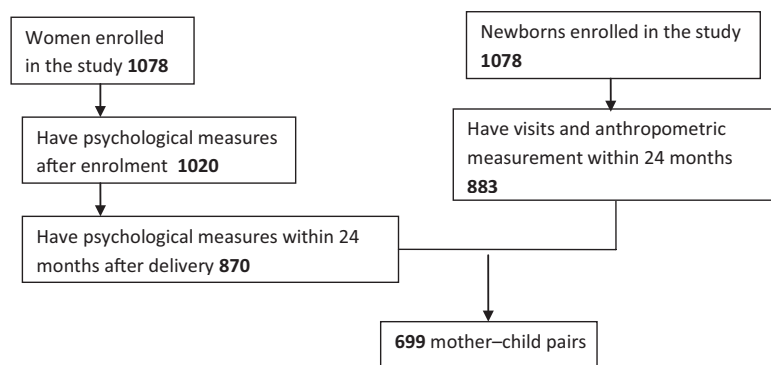 Women enrolled
in the study 1078
Newborns enrolled in the study
1078
Have psychological measures
after enrolment 1020
Have visits and anthropometric
measurement within 24 months
883
Have psychological measures within 24
months after delivery 870
699 mother–child pairs